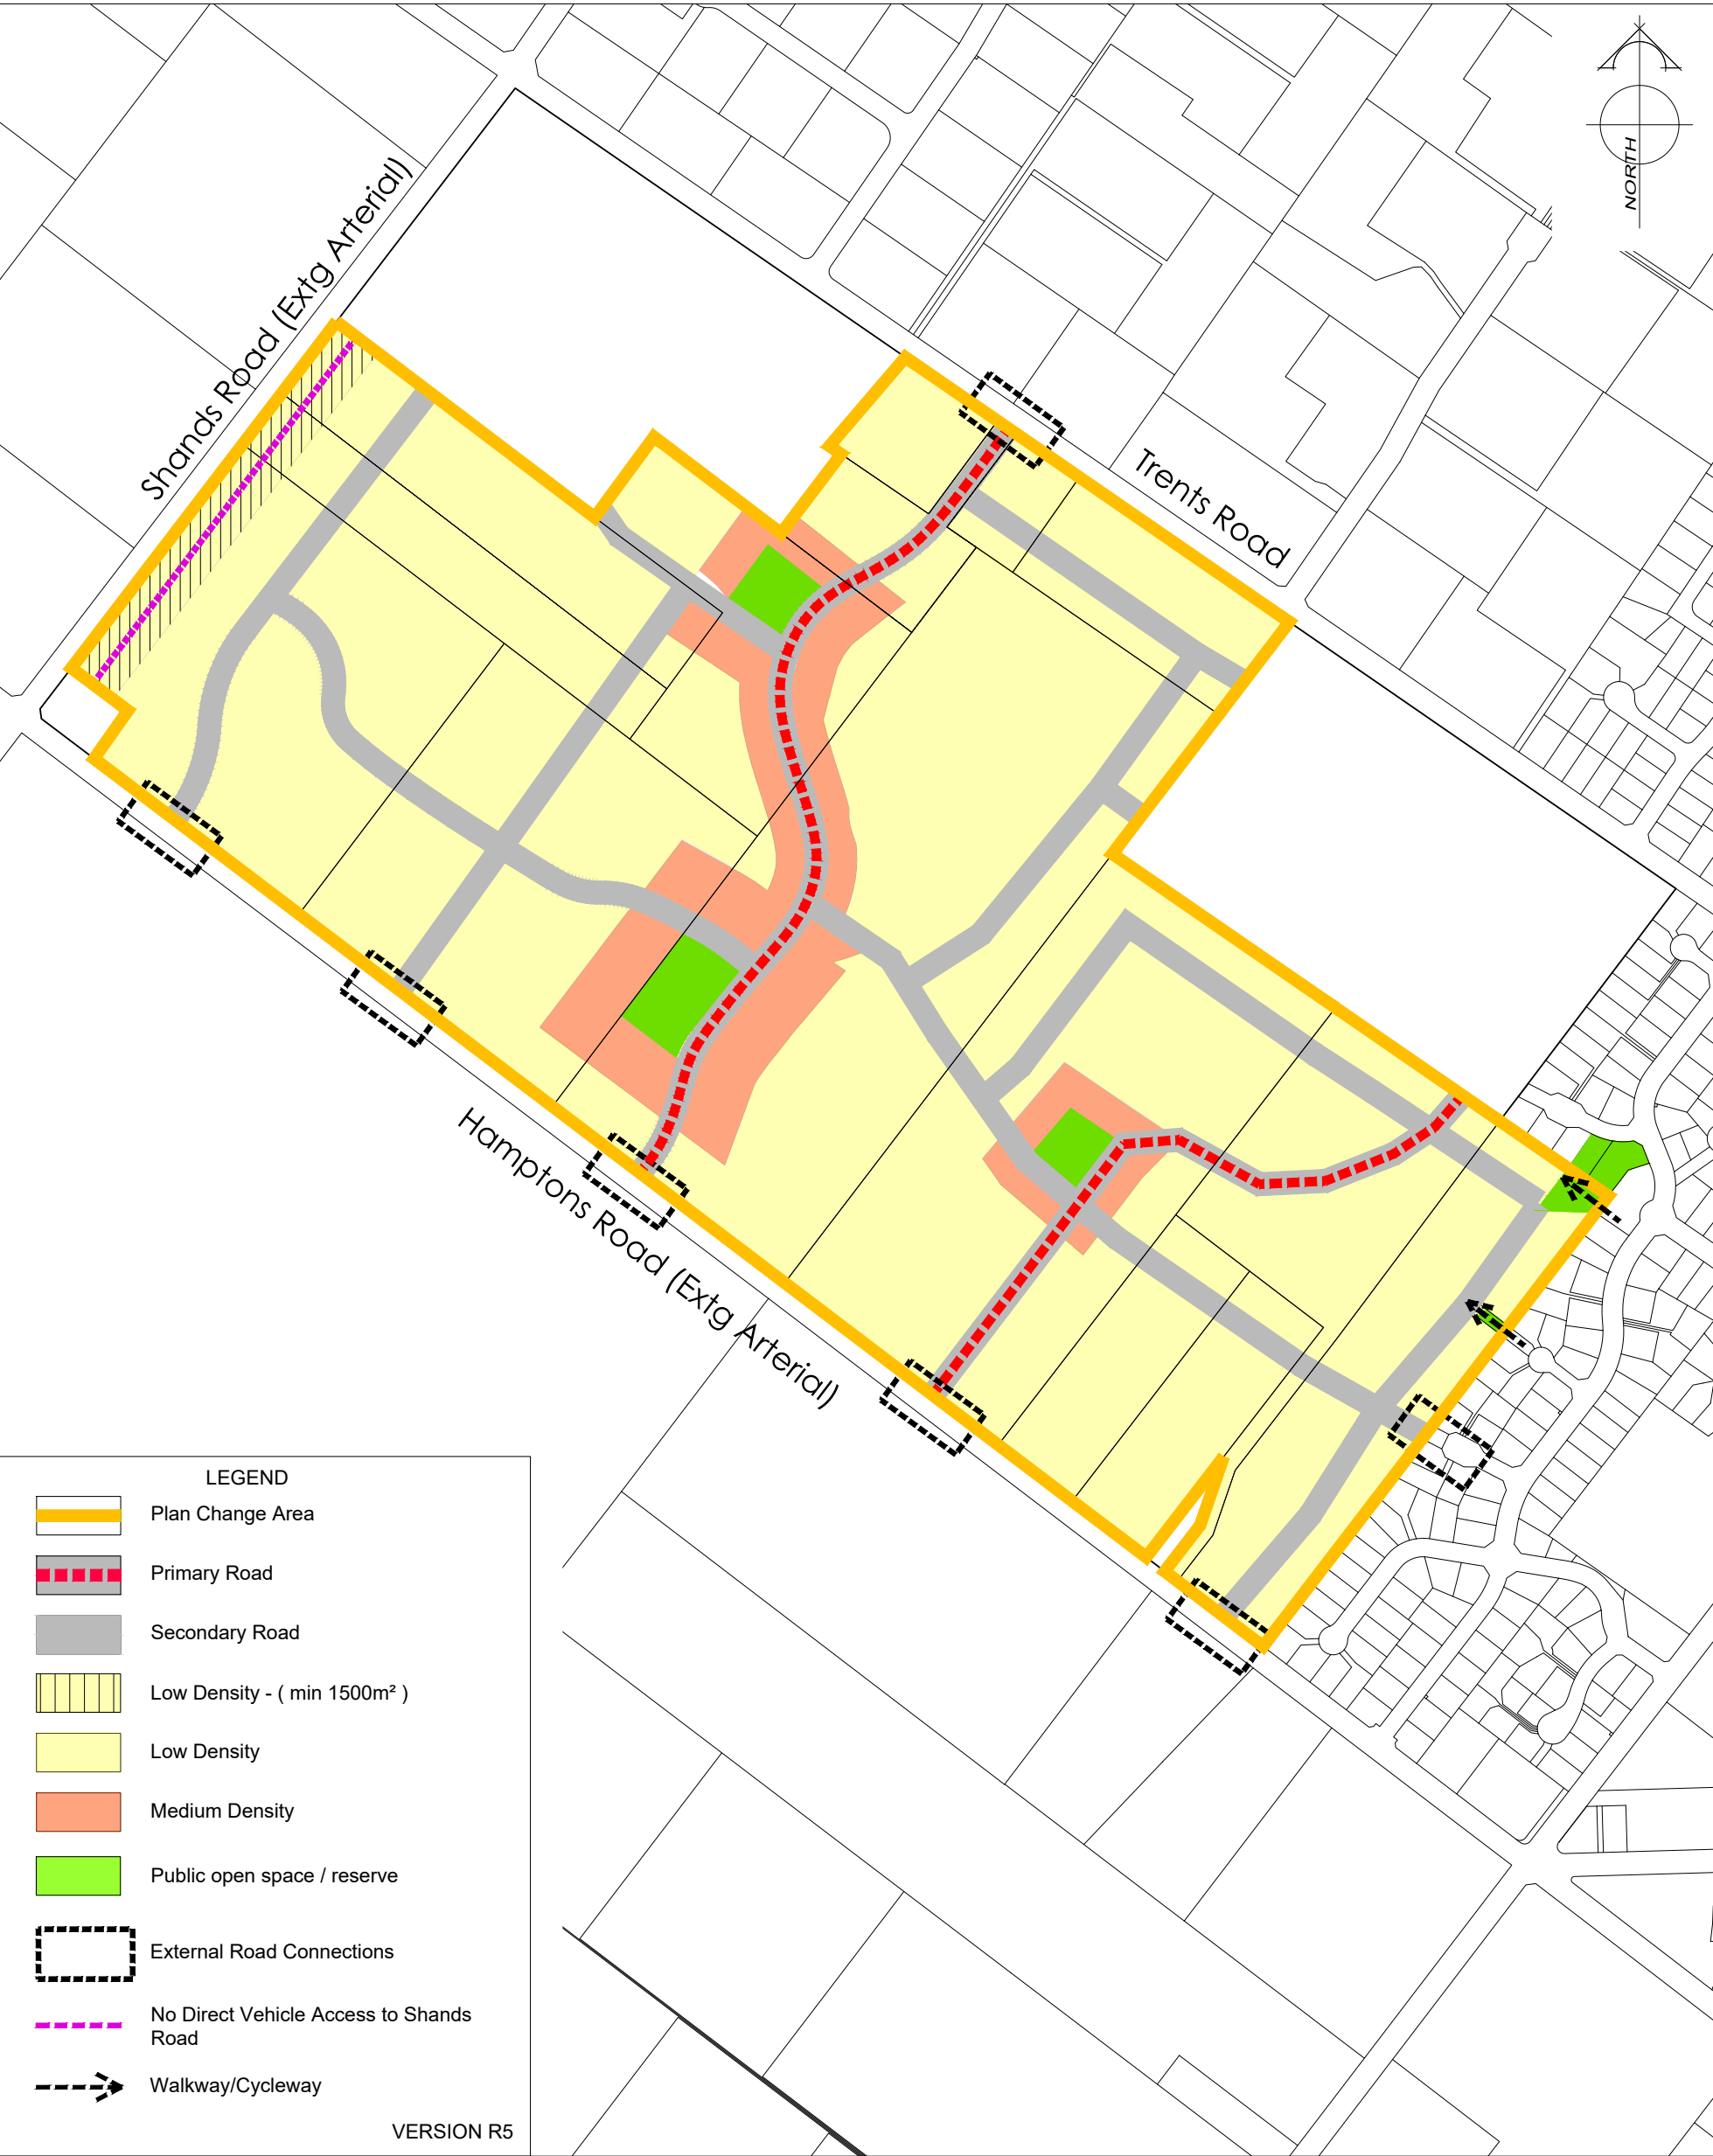 NORTH
Shands Road (Extg Arterial)
Trents Road
Hamptons Road (Extg Arterial)
LEGEND
Plan Change Area
Primary Road
Secondary Road
Low Density - ( min 1500m² )
Low Density
Medium Density
Public open space / reserve
External Road Connections
No Direct Vehicle Access to Shands
Road
Walkway/Cycleway
VERSION R5